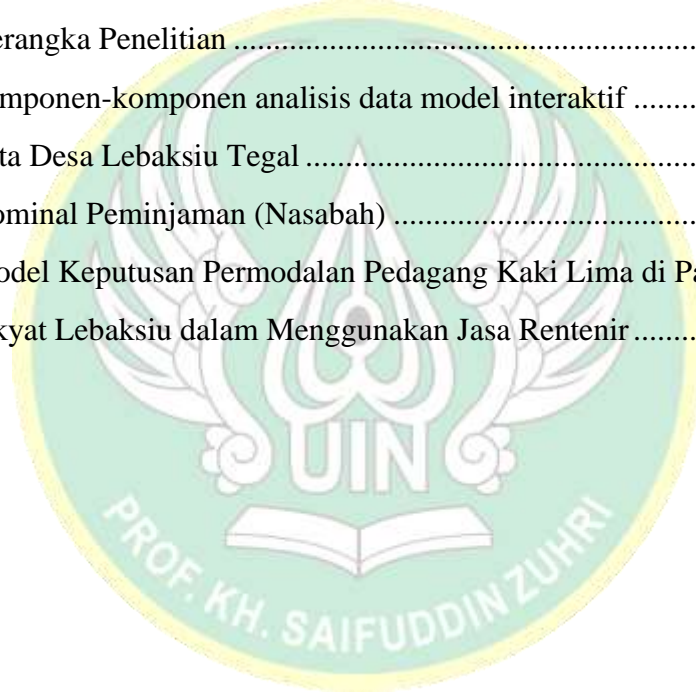 erangka Penelitian ........................................................
mponen-komponen analisis data model interaktif ........
ta Desa Lebaksiu Tegal ...............................................
ominal Peminjaman (Nasabah) ....................................
odel Keputusan Permodalan Pedagang Kaki Lima di Pa
kyat Lebaksiu dalam Menggunakan Jasa Rentenir ........
UIN
PROF. KH. SAIFUDDIN ZUHRI